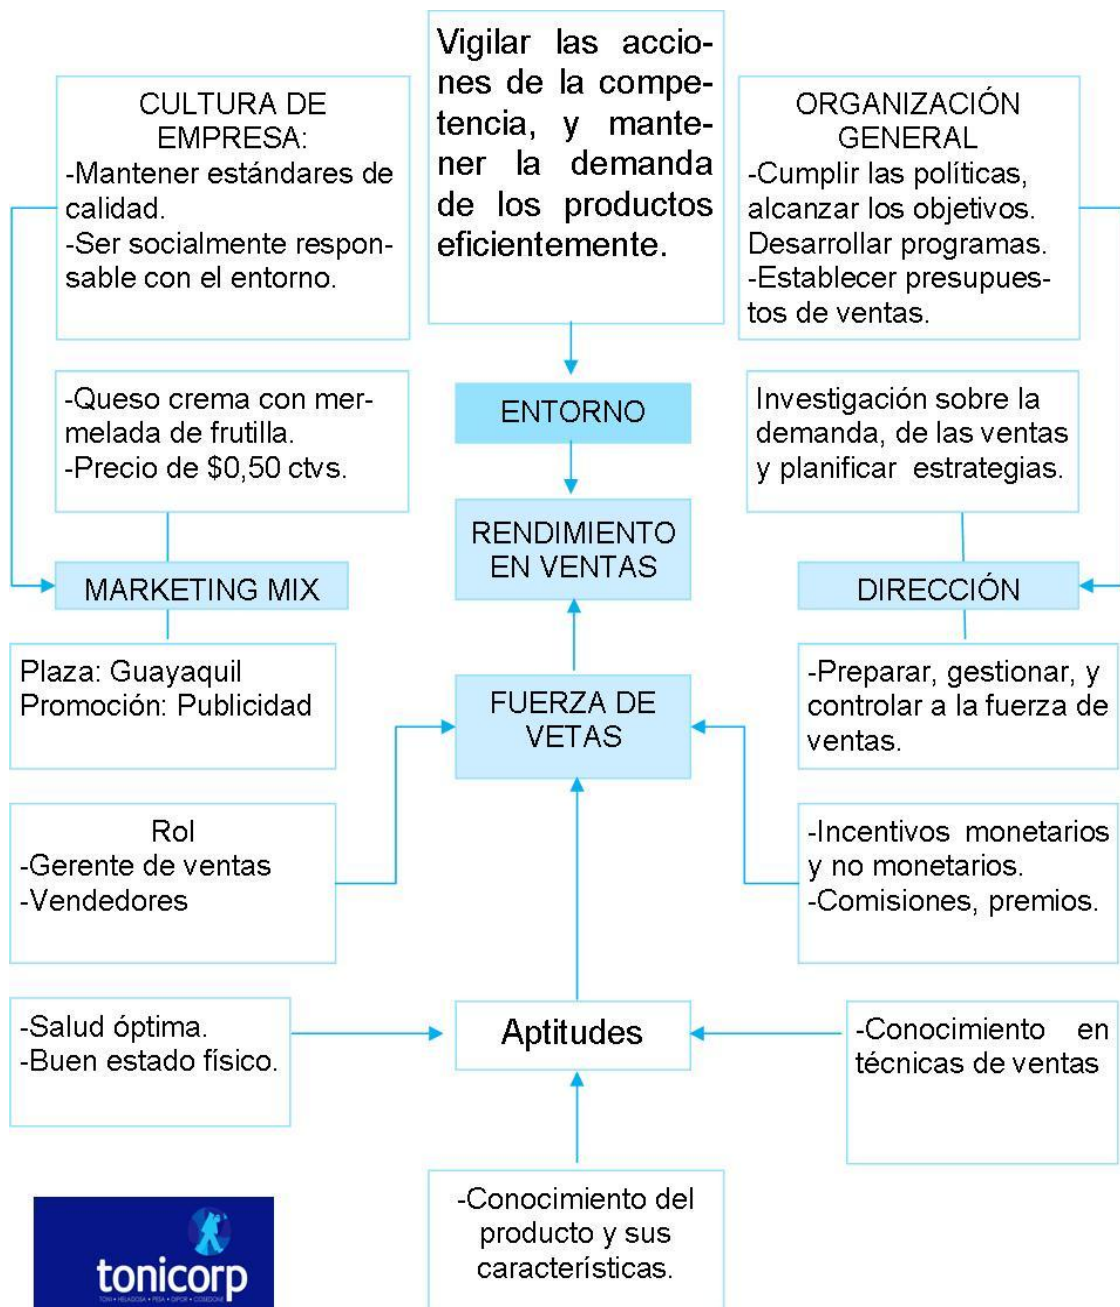 CULTURA DE
EMPRESA:
-Mantener estándares de
calidad.
-Ser socialmente respon-
sable con el entorno.
Vigilar las accio-
nes de la compe-
tencia, y mante-
ner la demanda
de los productos
eficientemente.
ORGANIZACIÓN
GENERAL
-Cumplir las políticas,
alcanzar los objetivos.
Desarrollar programas.
-Establecer presupues-
tos de ventas.
-Queso crema con mer-
melada de frutilla.
-Precio de $0,50 ctvs.
ENTORNO
Investigación sobre la
demanda, de las ventas
y planificar estrategias.
RENDIMIENTO
EN VENTAS
MARKETING MIX
DIRECCIÓN
Plaza: Guayaquil
Promoción: Publicidad
FUERZA DE
VETAS
-Preparar, gestionar, y
controlar a la fuerza de
ventas.
Rol
-Gerente de ventas
-Vendedores
-Incentivos monetarios
y no monetarios.
-Comisiones, premios.
-Salud óptima.
-Buen estado físico.
Aptitudes
-Conocimiento en
técnicas de ventas
-Conocimiento del
producto y sus
características.
tonicorp
TONI • HELADOSA • PESA • DIPOR • COSEDONE